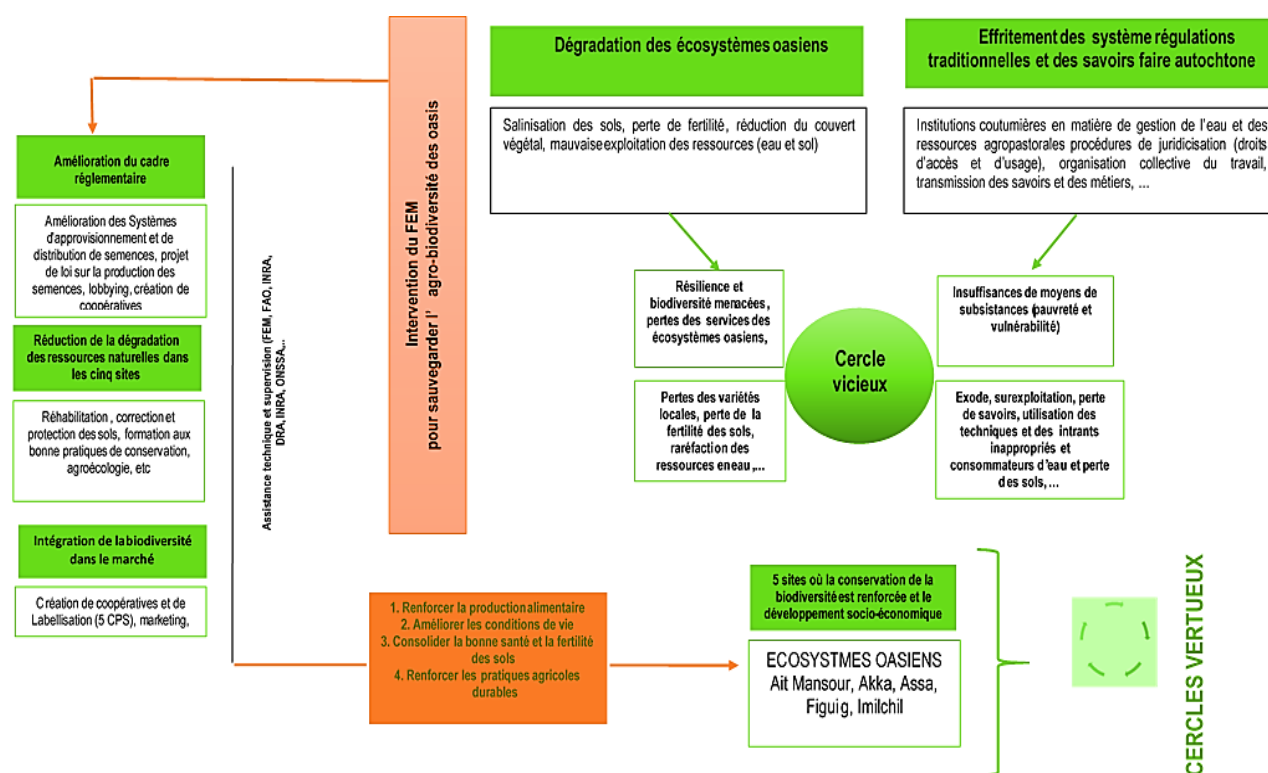 Dégradation des écosystèmes oasiens
Effritement des système régulations
traditionnelles et des savoirs faire autochtone
Salinisation des sols, perte de fertilité, réduction du couvert
végétal, mauvaise exploitation des ressources (eau et sol)
Institutions coutumières en matière de gestion de l'eau et des
ressources agropastorales procédures de juridicisation (droits
d'accès et d'usage), organisation collective du travail,
transmission des savoirs et des métiers, ...
Intervention du FEM
pour sauvegarder l' agro-biodiversité des oasis
Amélioration du cadre
réglementaire
Amélioration des Systèmes
d'approvisionnement et de
distribution de semences, projet
de loi sur la production des
semences, lobbying, création de
coopératives
Réduction de la dégradation
des ressources naturelles dans
les cinq sites
Réhabilitation, correction et
protection des sols, formation aux
bonne pratiques de conservation,
agroécologie, etc
Intégration de la biodiversité
dans le marché
Création de coopératives et de
Labellisation (5 CPS), marketing,
Assistance technique et supervision (FEM, FAO, INRA,
DRA, INRA, ONSSA,..
Résilience et
biodiversité menacées,
pertes des services des
écosystèmes oasiens,
Insuffisances de moyens de
subsistances (pauvreté et
vulnérabilité)
Cercle
vicieux
Pertes des variétés
locales, perte de la
fertilité des sols,
raréfaction des
ressources en eau ,...
Exode, surexploitation, perte
de savoirs, utilisation des
techniques et des intrants
inappropriés et
consommateurs d'eau et perte
des sols, ...
1. Renforcer la production alimentaire
2. Améliorer les conditions de vie
3. Consolider la bonne santé et la fertilité
des sols
4. Renforcer les pratiques agricoles
durables
5 sites où la conservation de la
biodiversité est renforcée et le
développement socio-économique
ECOSYSTMES OASIENS
Ait Mansour, Akka, Assa,
Figuig, Imilchil
CERCLES VERTUEUX